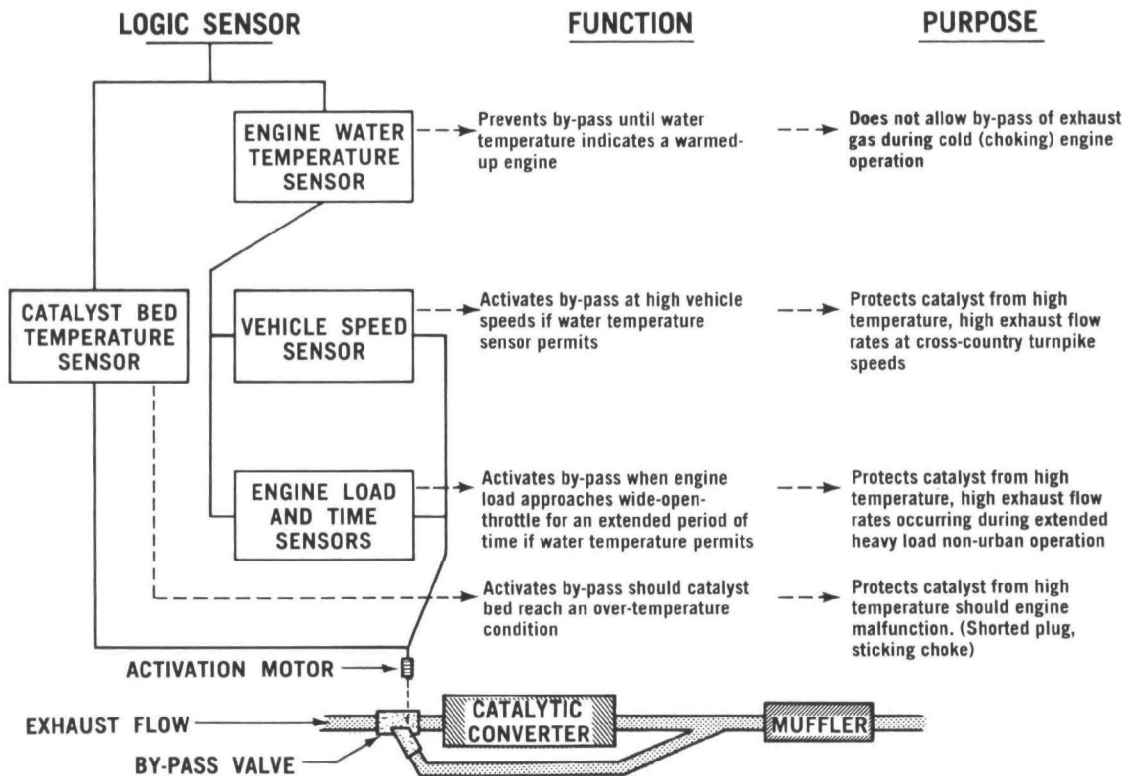 LOGIC SENSOR
FUNCTION
PURPOSE
ENGINE WATER
TEMPERATURE
SENSOR
Prevents by-pass until water
temperature indicates a warmed-
up engine
Does not allow by-pass of exhaust
gas during cold (choking) engine
operation
CATALYST BED
TEMPERATURE
SENSOR
VEHICLE SPEED
SENSOR
Activates by-pass at high vehicle
speeds if water temperature
sensor permits
Protects catalyst from high
temperature, high exhaust flow
rates at cross-country turnpike
speeds
ENGINE LOAD
AND TIME
SENSORS
Activates by-pass when engine
load approaches wide-open-
throttle for an extended period of
time if water temperature permits
Protects catalyst from high
temperature, high exhaust flow
rates occurring during extended
heavy load non-urban operation
Activates by-pass should catalyst
bed reach an over-temperature
condition
Protects catalyst from high
temperature should engine
malfunction. (Shorted plug,
sticking choke)
ACTIVATION MOTOR
EXHAUST FLOW
CATALYTIC
CONVERTER
MUFFLER
BY-PASS VALVE